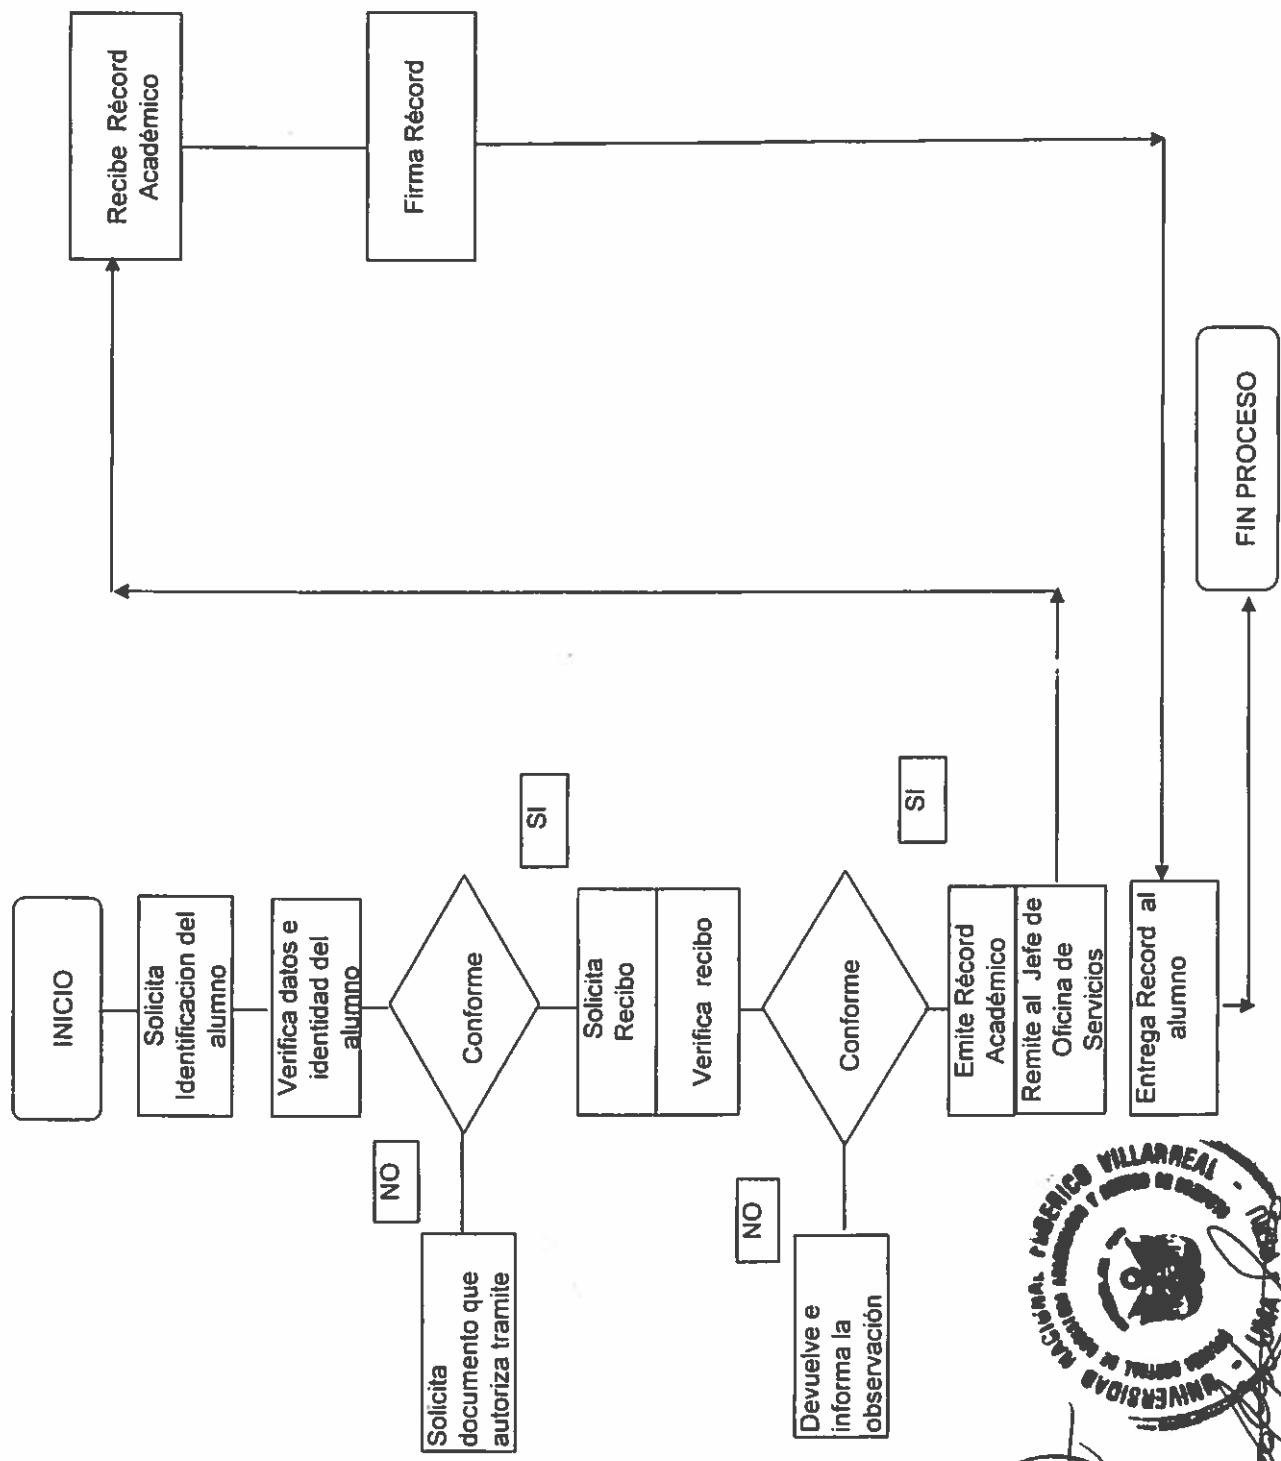 INICIO
Solicita
Identificacion del
alumno
Verifica datos e
identidad del
alumno
Conforme
NO
Solicita
documento que
autoriza tramite
SI
Solicita
Recibo
Verifica recibo
Conforme
NO
Devuelve e
informa la
observación
SI
Emite Récord
Académico
Remite al Jefe de
Oficina de
Servicios
Entrega Record al
alumno
Recibe Récord
Académico
Firma Récord
FIN PROCESO
UNIVERSIDAD NACIONAL FEDERICO VILLARREAL